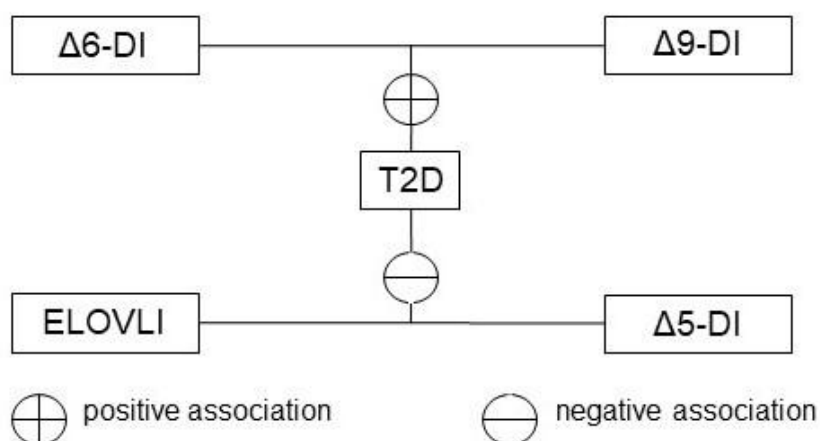 Δ6-DI
Δ9-DI
T2D
ELOVLI
Δ5-DI
positive association
negative association